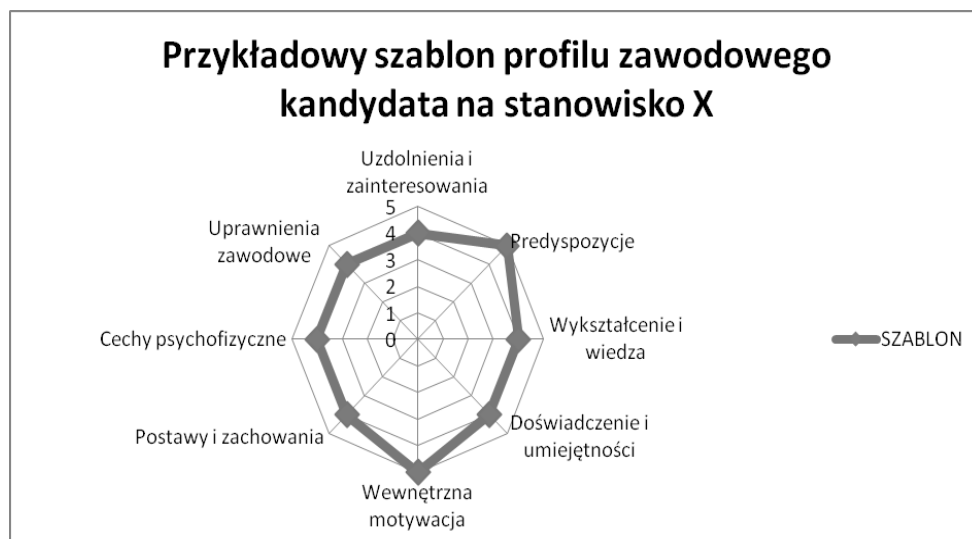 Przykładowy szablon profilu zawodowego
kandydata na stanowisko X
Uzdolnienia i
zainteresowania
Predyspozycje
Wykształcenie i
wiedza
Doświadczenie i
umiejętności
Wewnętrzna
motywacja
Postawy i zachowania
Cechy psychofizyczne
Uprawnienia
zawodowe
5
4
3
2
1
0
SZABLON